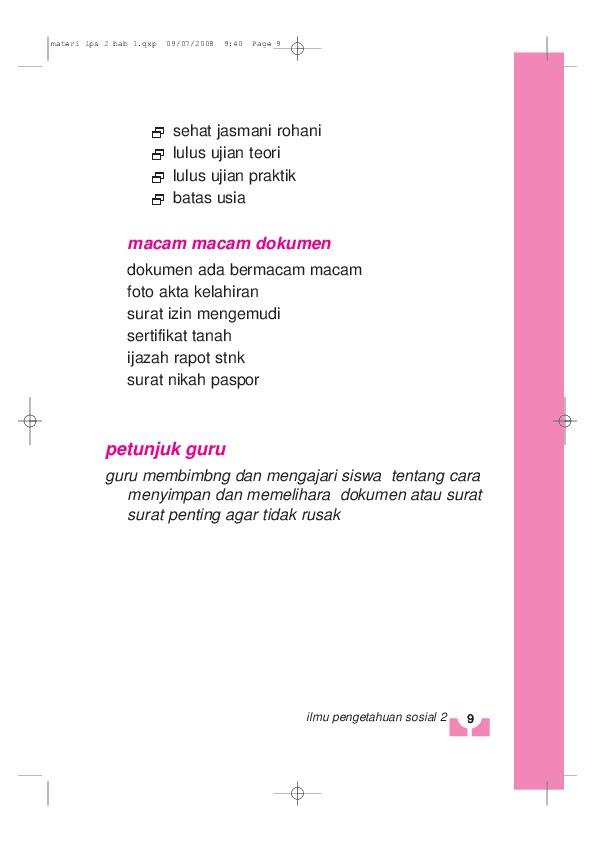 materi ips 2 bab 1.qxp 09/07/2008 9:40 Page 9
sehat jasmani rohani
lulus ujian teori
lulus ujian praktik
batas usia
macam macam dokumen
dokumen ada bermacam macam
foto akta kelahiran
surat izin mengemudi
sertifikat tanah
ijazah rapot stnk
surat nikah paspor
petunjuk guru
guru membimbng dan mengajari siswa tentang cara
menyimpan dan memelihara dokumen atau surat
surat penting agar tidak rusak
ilmu pengetahuan sosial 2 9